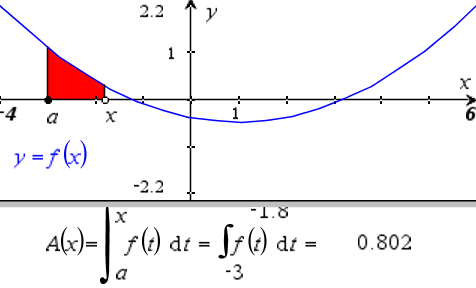 2.2 y
1
x
-4 a x 1 6
y = f(x)
-2.2
x -1.8
A(x)= ∫ f(t) dt = ∫ f(t) dt = 0.802
a -3